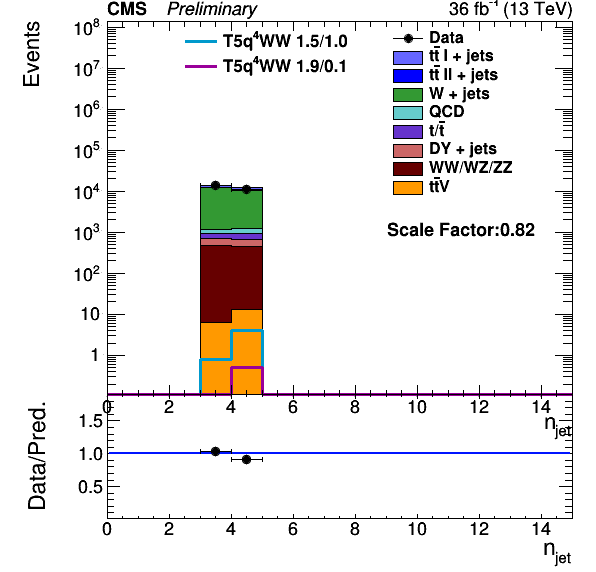 CMS Preliminary 36 fb⁻¹ (13 TeV)
Events
10⁸
10⁷
10⁶
10⁵
10⁴
10³
10²
10
1
T5q⁴WW 1.5/1.0
T5q⁴WW 1.9/0.1
Data
tt̄ l + jets
tt̄ ll + jets
W + jets
QCD
t/t̄
DY + jets
WW/WZ/ZZ
tt̄V
Scale Factor:0.82
0 2 4 6 8 10 12 14
n_jet
Data/Pred.
1.5
1.0
0.5
0 2 4 6 8 10 12 14
n_jet